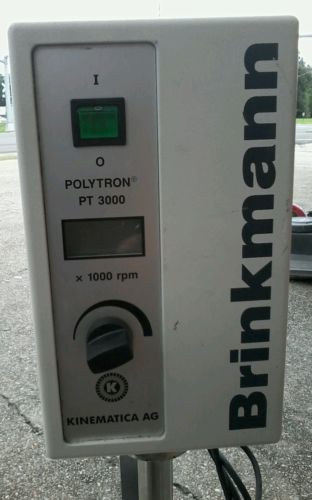 I
O
POLYTRON®
PT 3000
x 1000 rpm
K
KINEMATICA AG
Brinkmann